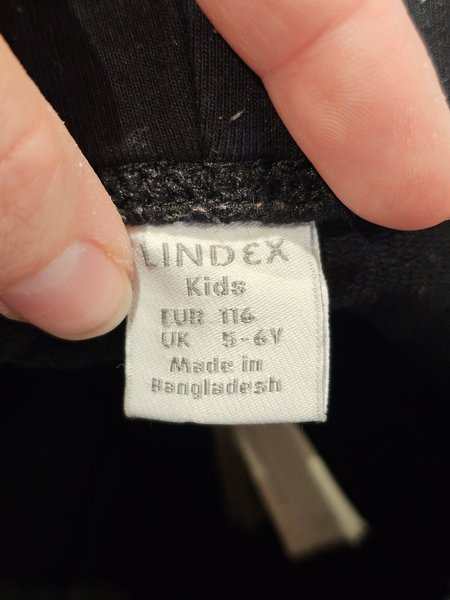 LINDEX
Kids
EUR 116
UK 5-6Y
Made in
Bangladesh